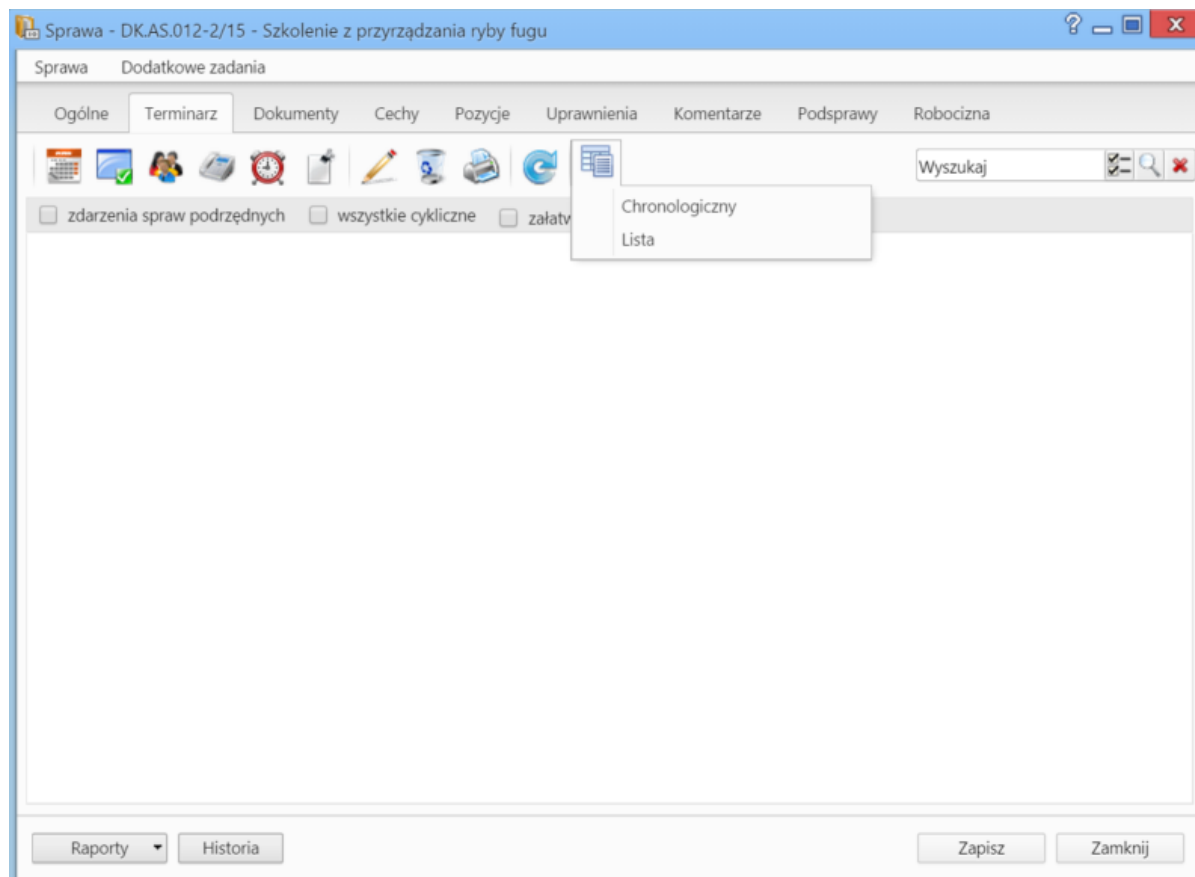 Sprawa - DK.AS.012-2/15 - Szkolenie z przyrządzania ryby fugu
Sprawa Dodatkowe zadania
Ogólne Terminarz Dokumenty Cechy Pozycje Uprawnienia Komentarze Podsprawy Robocizna
Wyszukaj
Chronologiczny
zdarzenia spraw podrzędnych wszystkie cykliczne
Lista
Raporty Historia Zapisz Zamknij